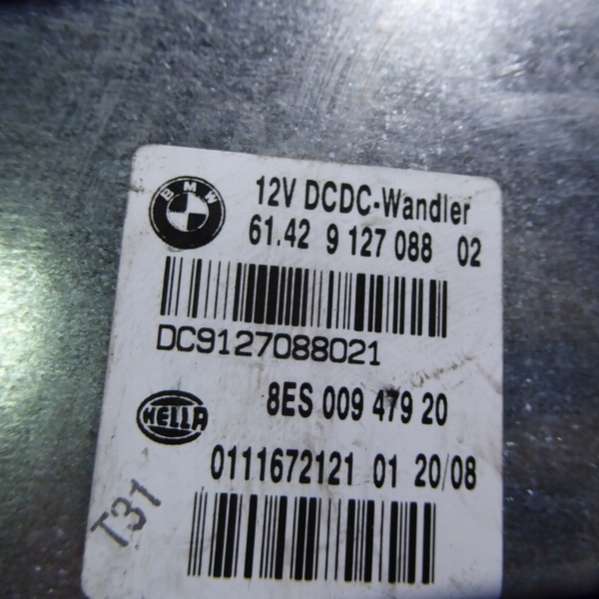 BMW
12V DCDC-Wandler
61.42 9 127 088 02
DC9127088021
HELLA
8ES 009 479 20
0111672121 01 20/08
T31